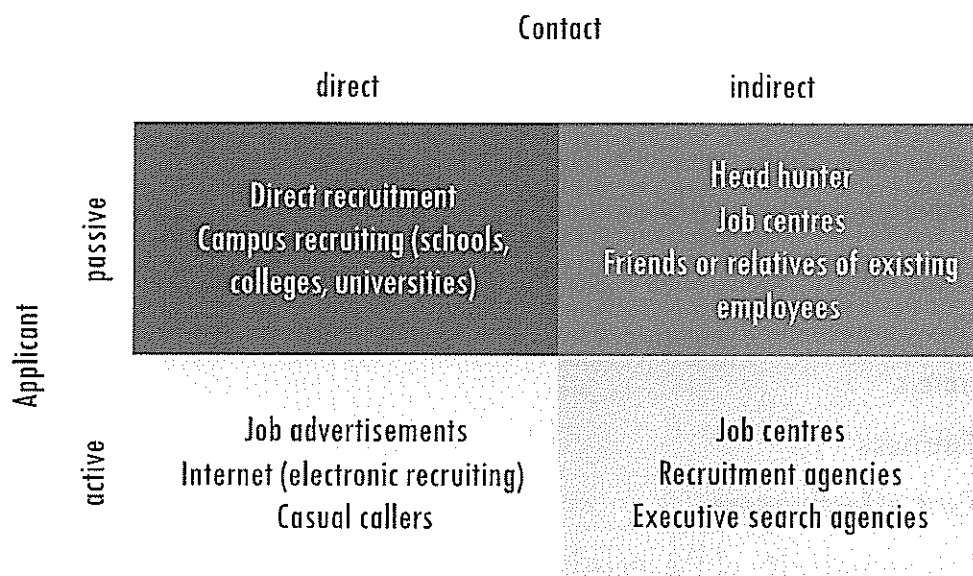 Contact
direct
indirect
Applicant
passive
Direct recruitment
Campus recruiting (schools,
colleges, universities)
Head hunter
Job centres
Friends or relatives of existing
employees
active
Job advertisements
Internet (electronic recruiting)
Casual callers
Job centres
Recruitment agencies
Executive search agencies